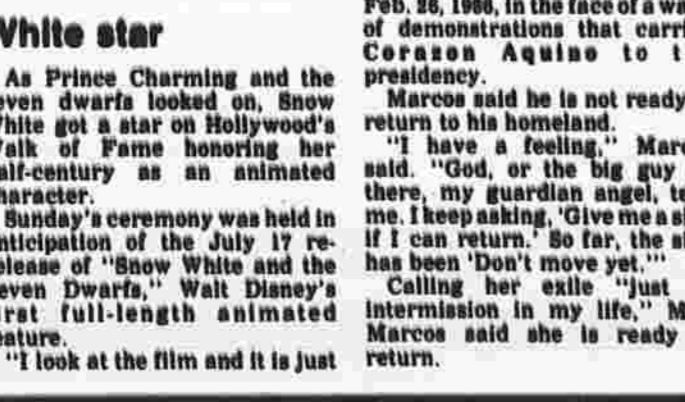 White star
As Prince Charming and the
even dwarfs looked on, Snow
hite got a star on Hollywood's
alk of Fame honoring her
alf-century as an animated
haracter.
Sunday's ceremony was held in
nticipation of the July 17 re-
elease of "Snow White and the
even Dwarfs," Walt Disney's
rst full-length animated
eature.
"I look at the film and it is just
Feb. 26, 1986, in the face of a wa
of demonstrations that carri
Corazon Aquino to t
presidency.
Marcos said he is not ready
return to his homeland.
"I have a feeling," Marc
said. "God, or the big guy
there, my guardian angel, te
me. I keep asking, 'Give me a si
if I can return.' So far, the si
has been 'Don't move yet.'"
Calling her exile "just
intermission in my life," M
Marcos said she is ready
return.